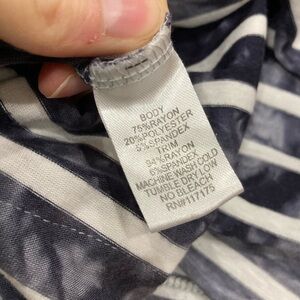 BODY
75%RAYON
20%POLYESTER
5%SPANDEX
TRIM
94%RAYON
6%SPANDEX
MACHINE WASH COLD
TUMBLE DRY LOW
NO BLEACH
RN#117175